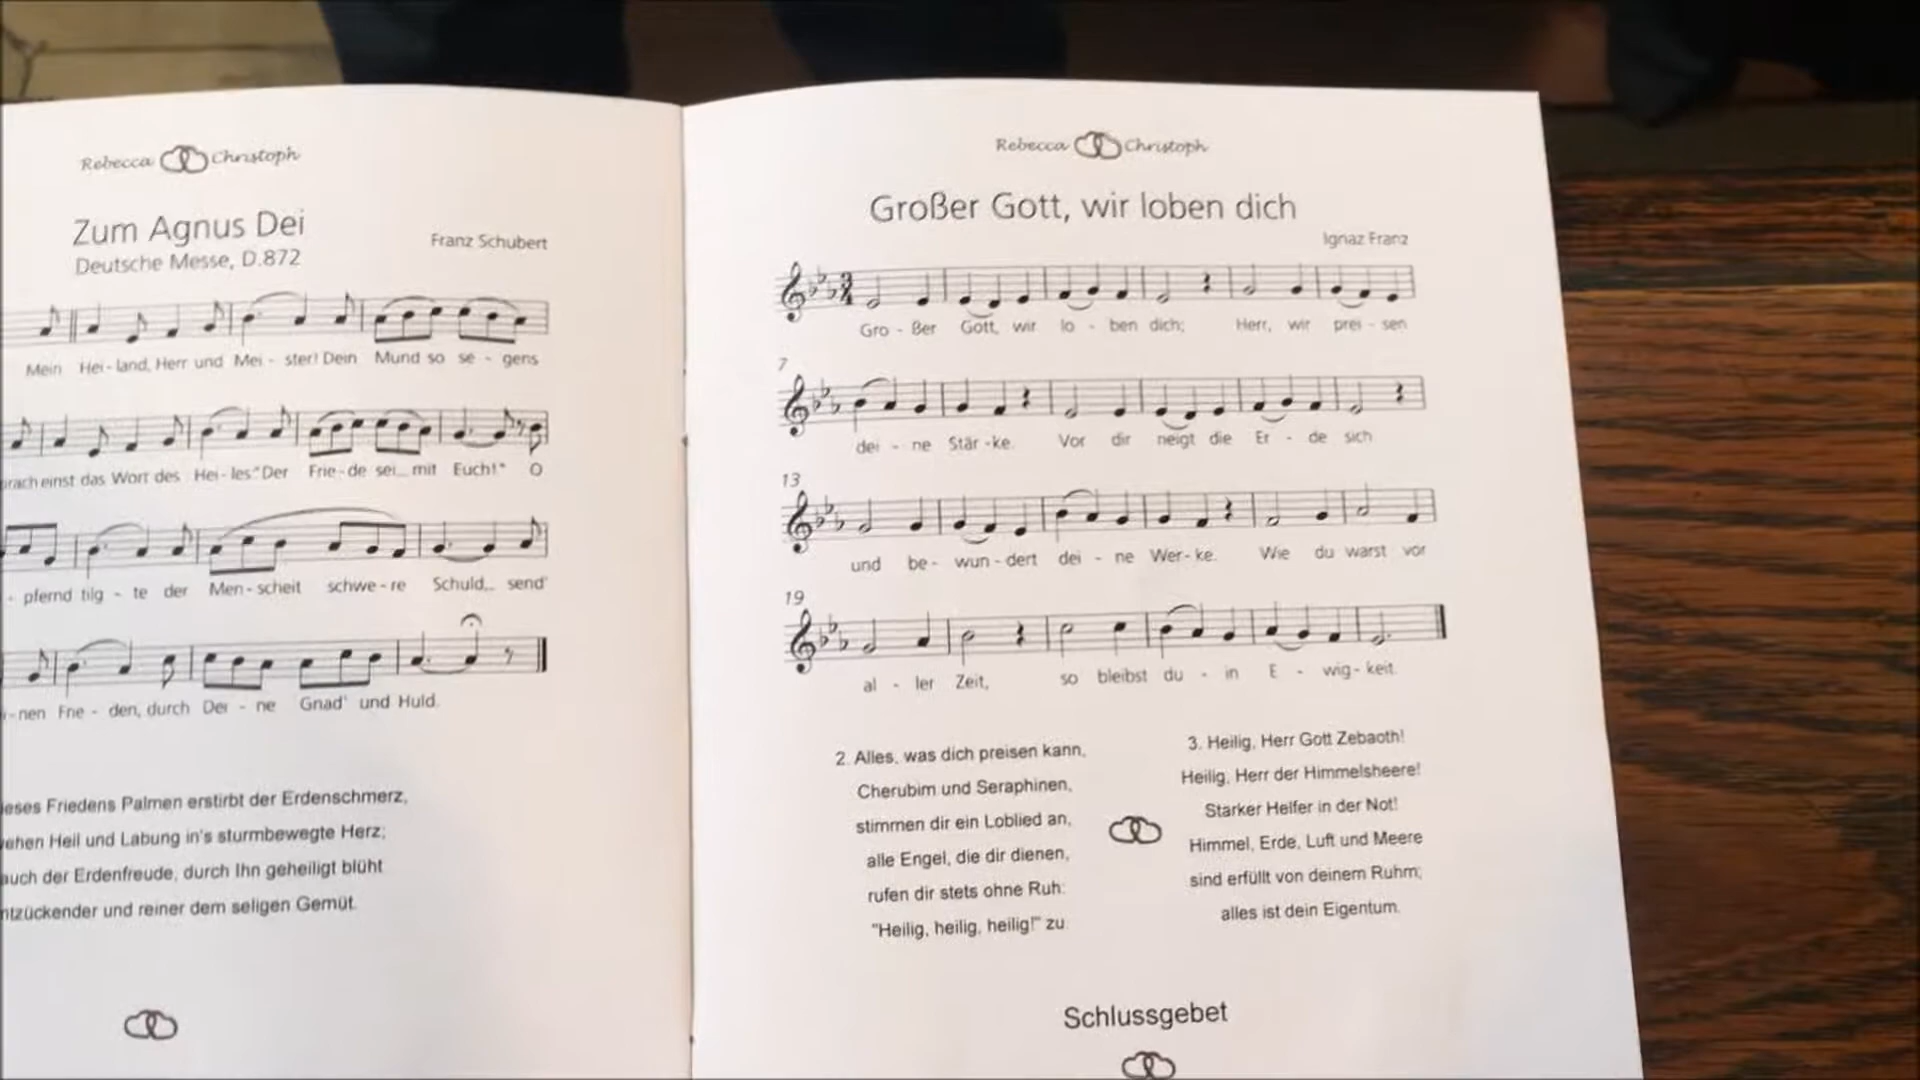 Rebecca Christoph
Zum Agnus Dei
Deutsche Messe, D.872
Franz Schubert
Mein Hei - land, Herr und Mei - ster! Dein Mund so se - gens
einst das Wort des Hei - les "Der Frie - de sei mit Euch!" O
- pfernd tilg - te der Men - scheit schwe - re Schuld, send'
- nen Frie - den, durch Dei - ne Gnad' und Huld.
ieses Friedens Palmen erstirbt der Erdenschmerz,
ehen Heil und Labung in's sturmbewegte Herz;
auch der Erdenfreude, durch Ihn geheiligt blüht
ntzückender und reiner dem seligen Gemüt.
Rebecca Christoph
Großer Gott, wir loben dich
Ignaz Franz
3 4
Gro - ßer Gott, wir lo - ben dich; Herr, wir prei - sen
7
dei - ne Stär - ke. Vor dir neigt die Er - de sich
13
und be - wun - dert dei - ne Wer - ke. Wie du warst vor
19
al - ler Zeit, so bleibst du - in E - wig - keit.
2. Alles, was dich preisen kann,
Cherubim und Seraphinen,
stimmen dir ein Loblied an,
alle Engel, die dir dienen,
rufen dir stets ohne Ruh:
"Heilig, heilig, heilig!" zu.
3. Heilig, Herr Gott Zebaoth!
Heilig, Herr der Himmelsheere!
Starker Helfer in der Not!
Himmel, Erde, Luft und Meere
sind erfüllt von deinem Ruhm;
alles ist dein Eigentum.
Schlussgebet